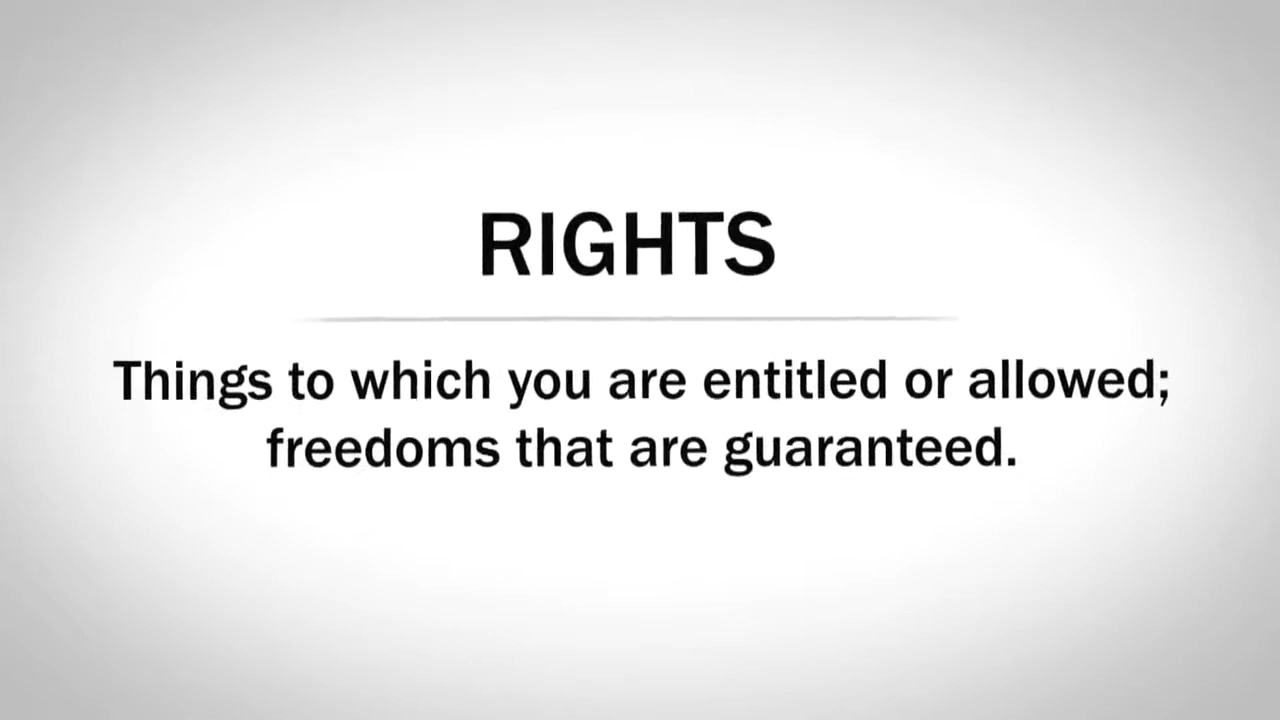 RIGHTS
Things to which you are entitled or allowed;
freedoms that are guaranteed.